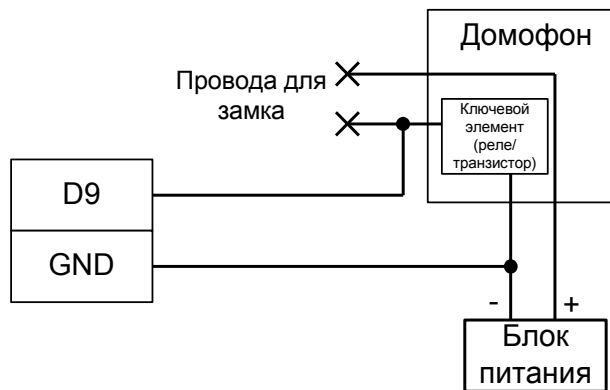 Домофон
Провода для
замка
Ключевой
элемент
(реле/
транзистор)
D9
GND
- +
Блок
питания